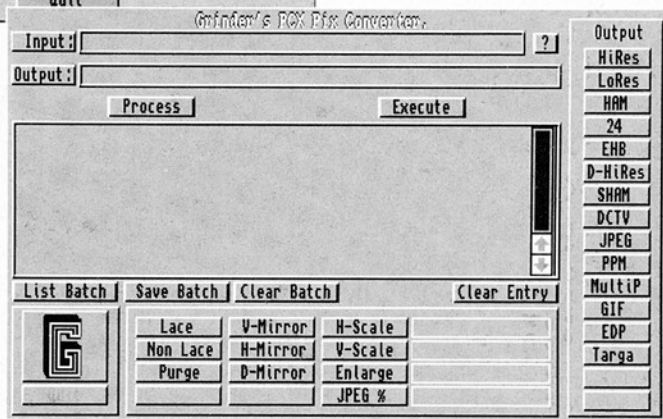 Quit
Grinder's PCX Pix Converter.
Input:
?
Output:
Process
Execute
List Batch
Save Batch
Clear Batch
Clear Entry
G
Quit
Lace
V-Mirror
H-Scale
Non Lace
H-Mirror
V-Scale
Purge
D-Mirror
Enlarge
JPEG %
Output
HiRes
LoRes
HAM
24
EHB
D-HiRes
SHAM
DCTV
JPEG
PPM
MultiP
GIF
EDP
Targa